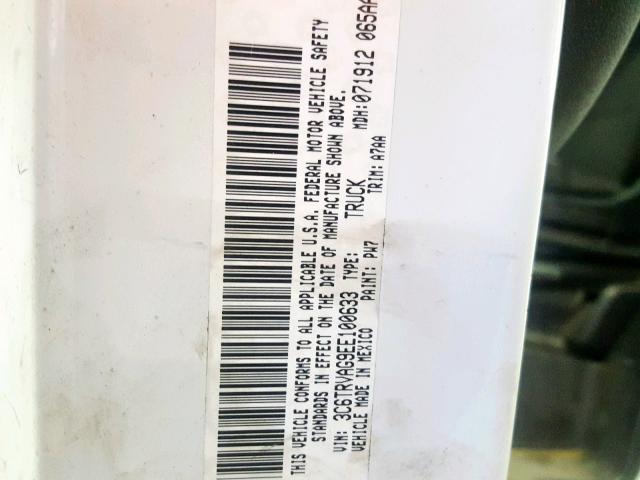 THIS VEHICLE CONFORMS TO ALL APPLICABLE U.S.A. FEDERAL MOTOR VEHICLE SAFETY
STANDARDS IN EFFECT ON THE DATE OF MANUFACTURE SHOWN ABOVE.
VIN: 3C6TRVAG9EE100633 TYPE: TRUCK MDH:071912 065AA
VEHICLE MADE IN MEXICO PAINT: PW7 TRIM: A7AA